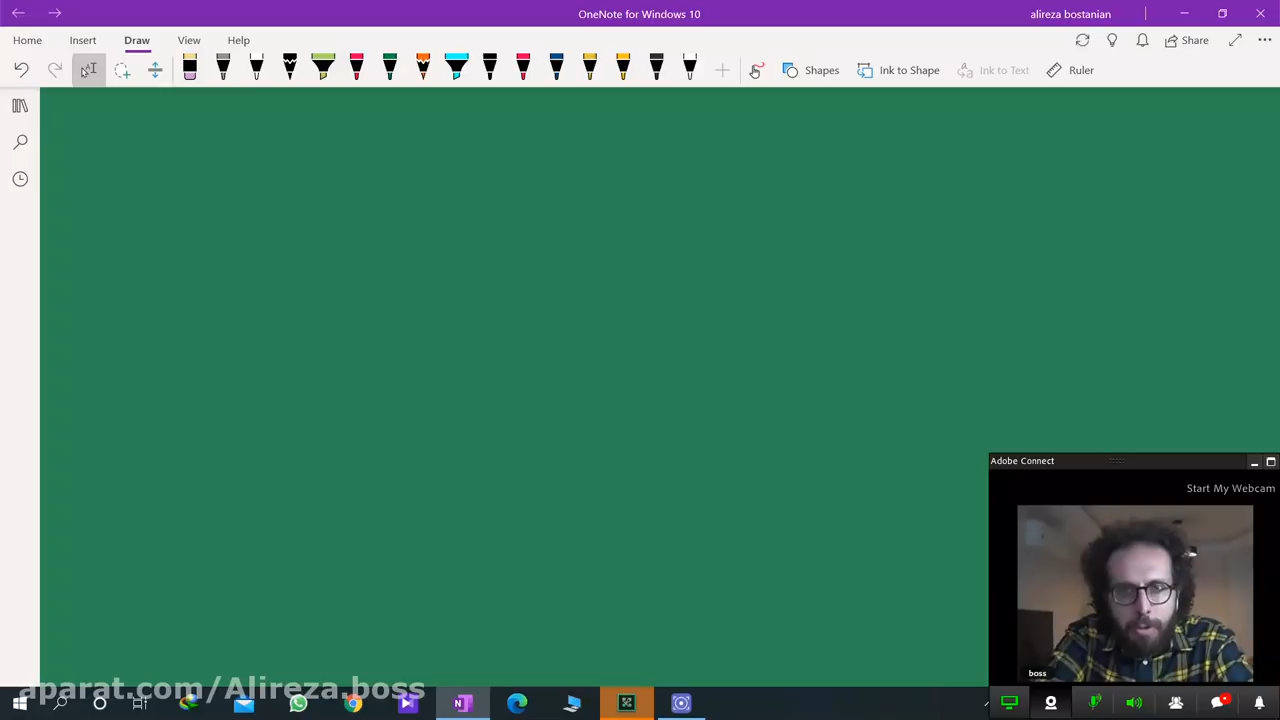 OneNote for Windows 10
alireza bostanian
Home Insert Draw View Help
Share
Shapes Ink to Shape Ink to Text Ruler
Adobe Connect
Start My Webcam
boss
aparat.com/Alireza.boss